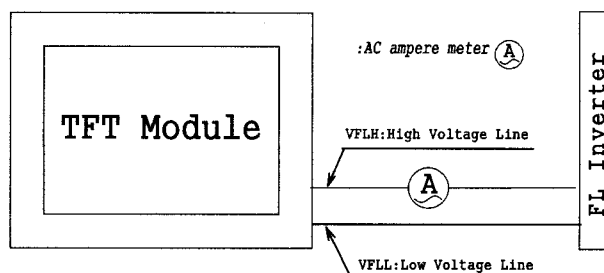 :AC ampere meter A
TFT Module
VFLH:High Voltage Line
A
FL Inverter
VFLL:Low Voltage Line